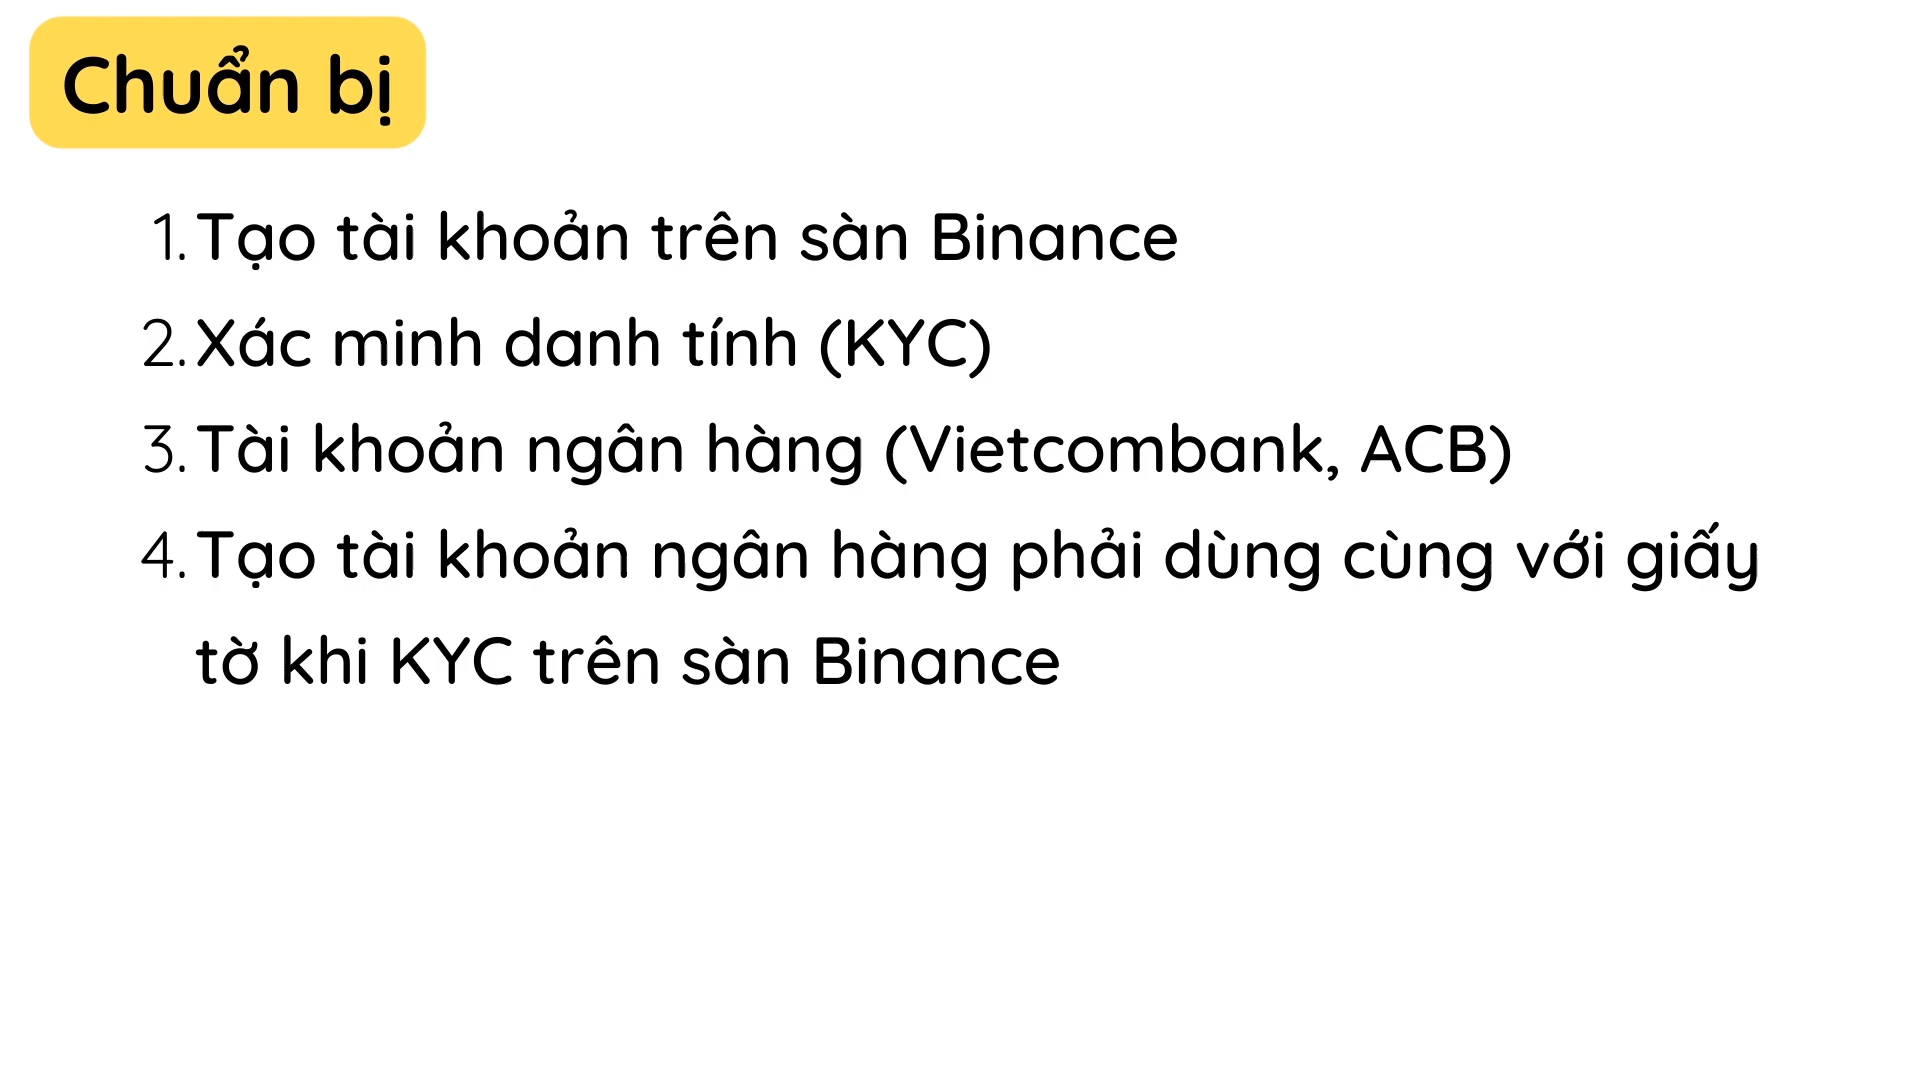 Chuẩn bị
1. Tạo tài khoản trên sàn Binance
2. Xác minh danh tính (KYC)
3. Tài khoản ngân hàng (Vietcombank, ACB)
4. Tạo tài khoản ngân hàng phải dùng cùng với giấy
tờ khi KYC trên sàn Binance